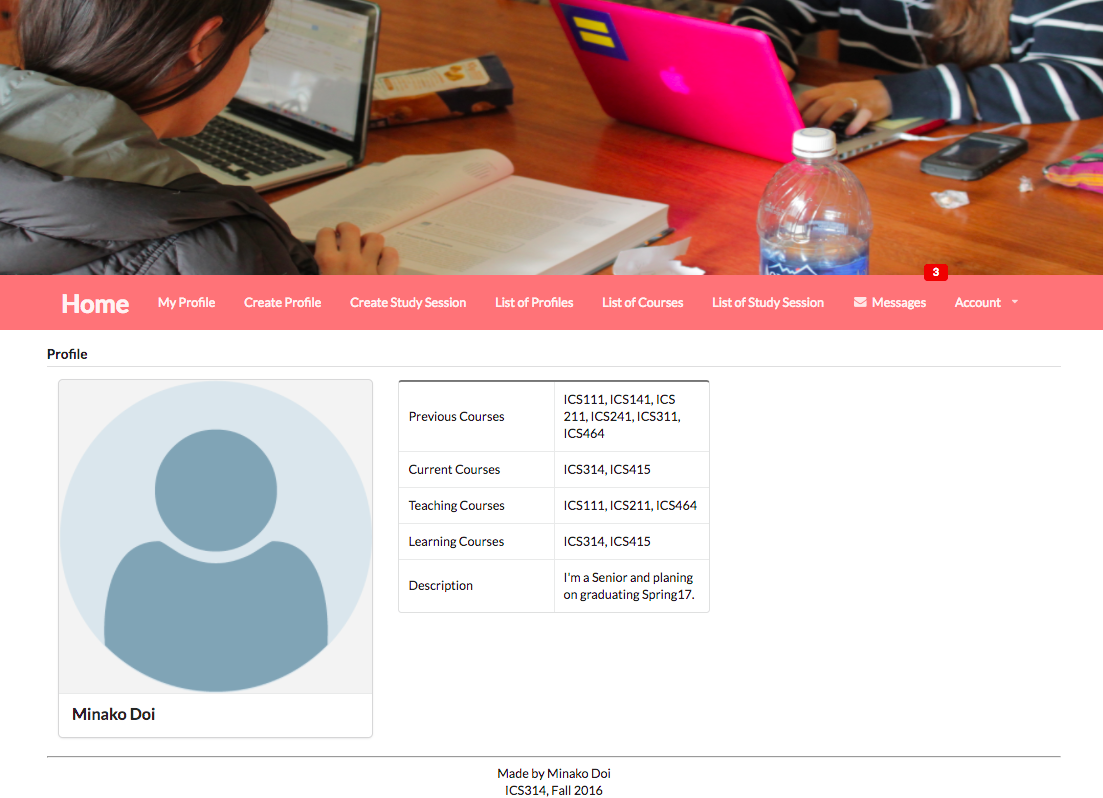 3
Home My Profile Create Profile Create Study Session List of Profiles List of Courses List of Study Session Messages Account
Profile
Previous Courses
ICS111, ICS141, ICS
211, ICS241, ICS311,
ICS464
Current Courses
ICS314, ICS415
Teaching Courses
ICS111, ICS211, ICS464
Learning Courses
ICS314, ICS415
Description
I'm a Senior and planing
on graduating Spring17.
Minako Doi
Made by Minako Doi
ICS314, Fall 2016